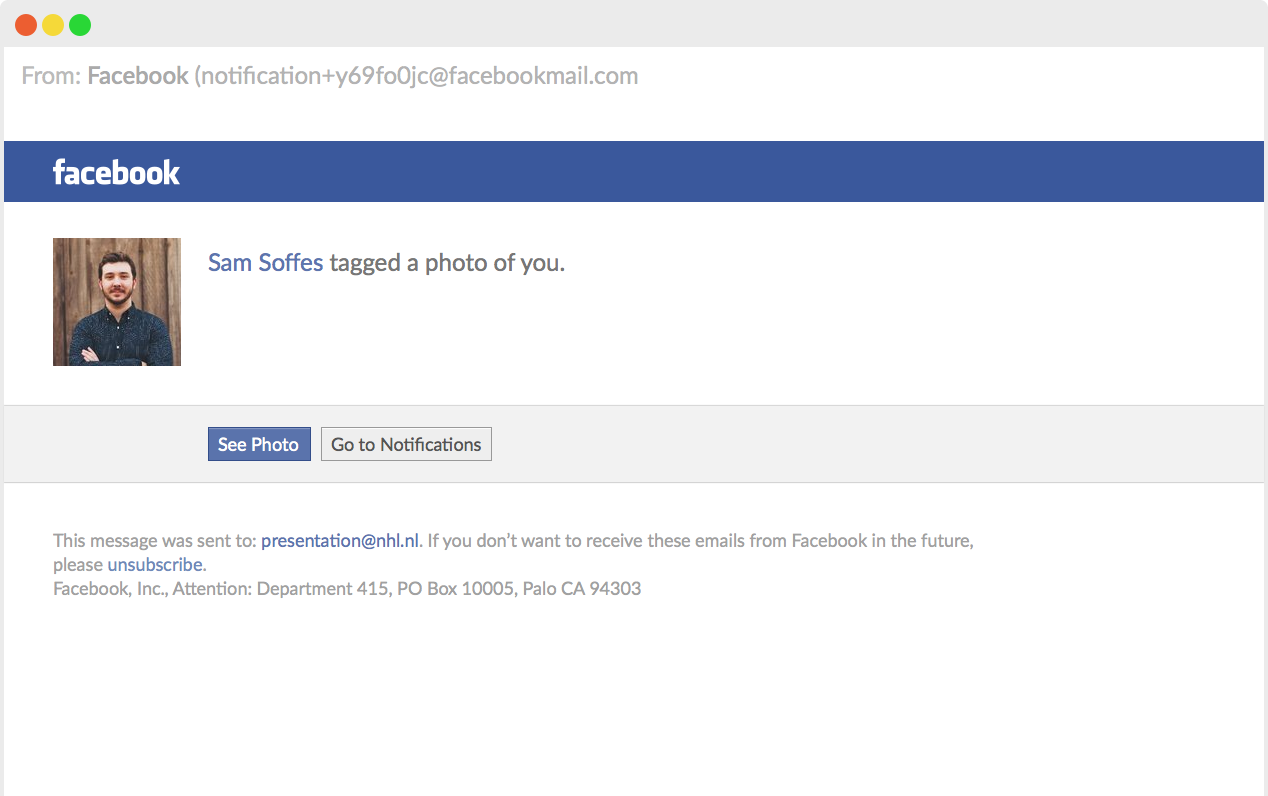 From: Facebook (notification+y69fo0jc@facebookmail.com
facebook
Sam Soffes tagged a photo of you.
See Photo Go to Notifications
This message was sent to: presentation@nhl.nl. If you don’t want to receive these emails from Facebook in the future,
please unsubscribe.
Facebook, Inc., Attention: Department 415, PO Box 10005, Palo CA 94303